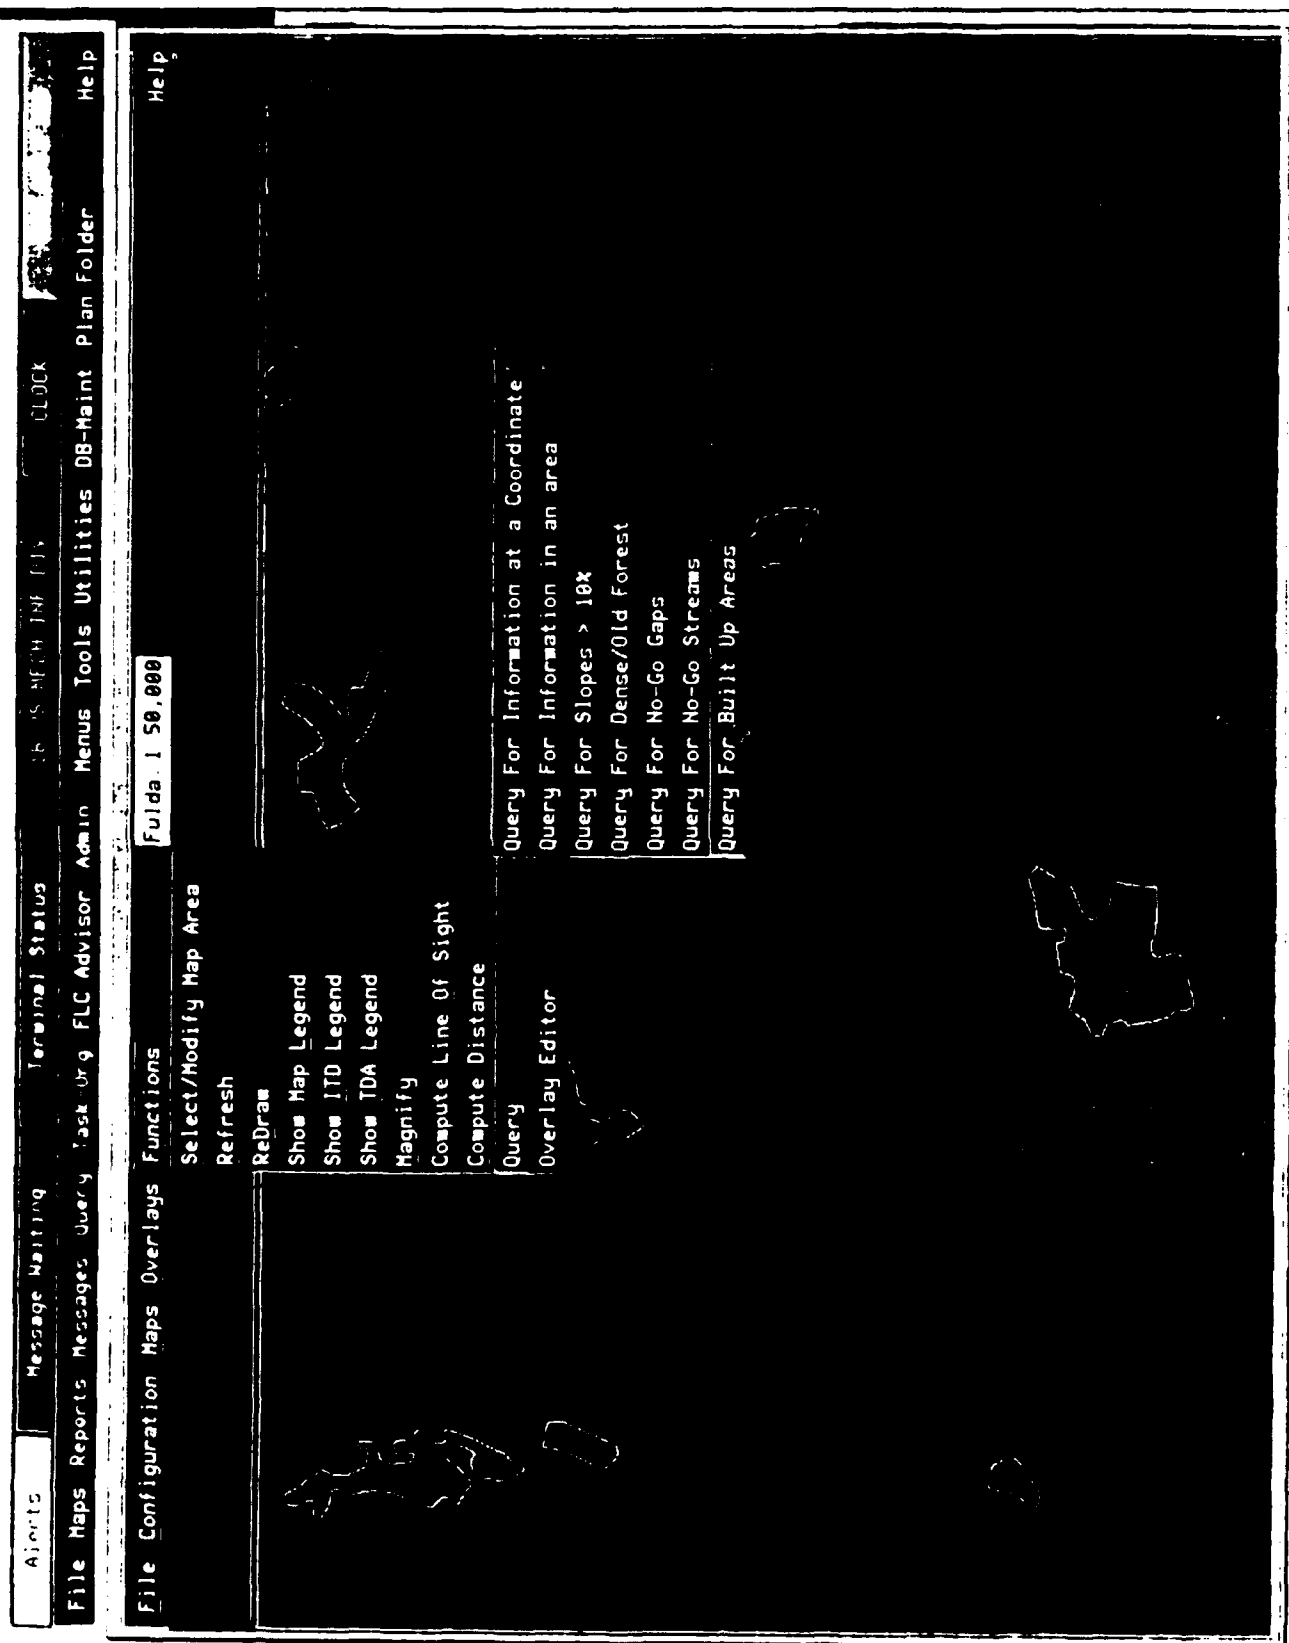 Alerts Message Waiting Terminal Status CLOCK
File Maps Reports Messages Query Task Org FLC Advisor Admin Menus Tools Utilities DB-Maint Plan Folder Help
File Configuration Maps Overlays Functions Fulda 1 50,000 Help
Select/Modify Map Area
Refresh
ReDraw
Show Map Legend
Show ITD Legend
Show TDA Legend
Magnify
Compute Line Of Sight
Compute Distance
Query
Overlay Editor
Query For Information at a Coordinate
Query For Information in an area
Query For Slopes > 10%
Query For Dense/Old Forest
Query For No-Go Gaps
Query For No-Go Streams
Query For Built Up Areas